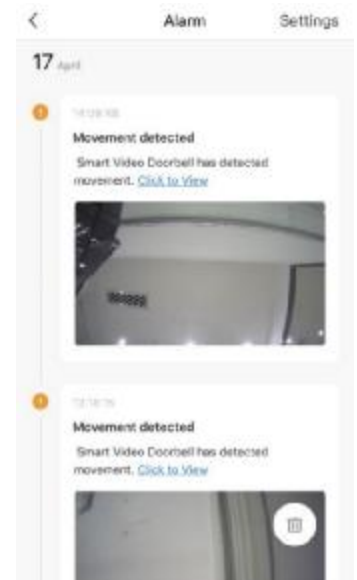 Alarm
Settings
17 April
Movement detected
Smart Video Doorbell has detected
movement. Click to View
Movement detected
Smart Video Doorbell has detected
movement. Click to View